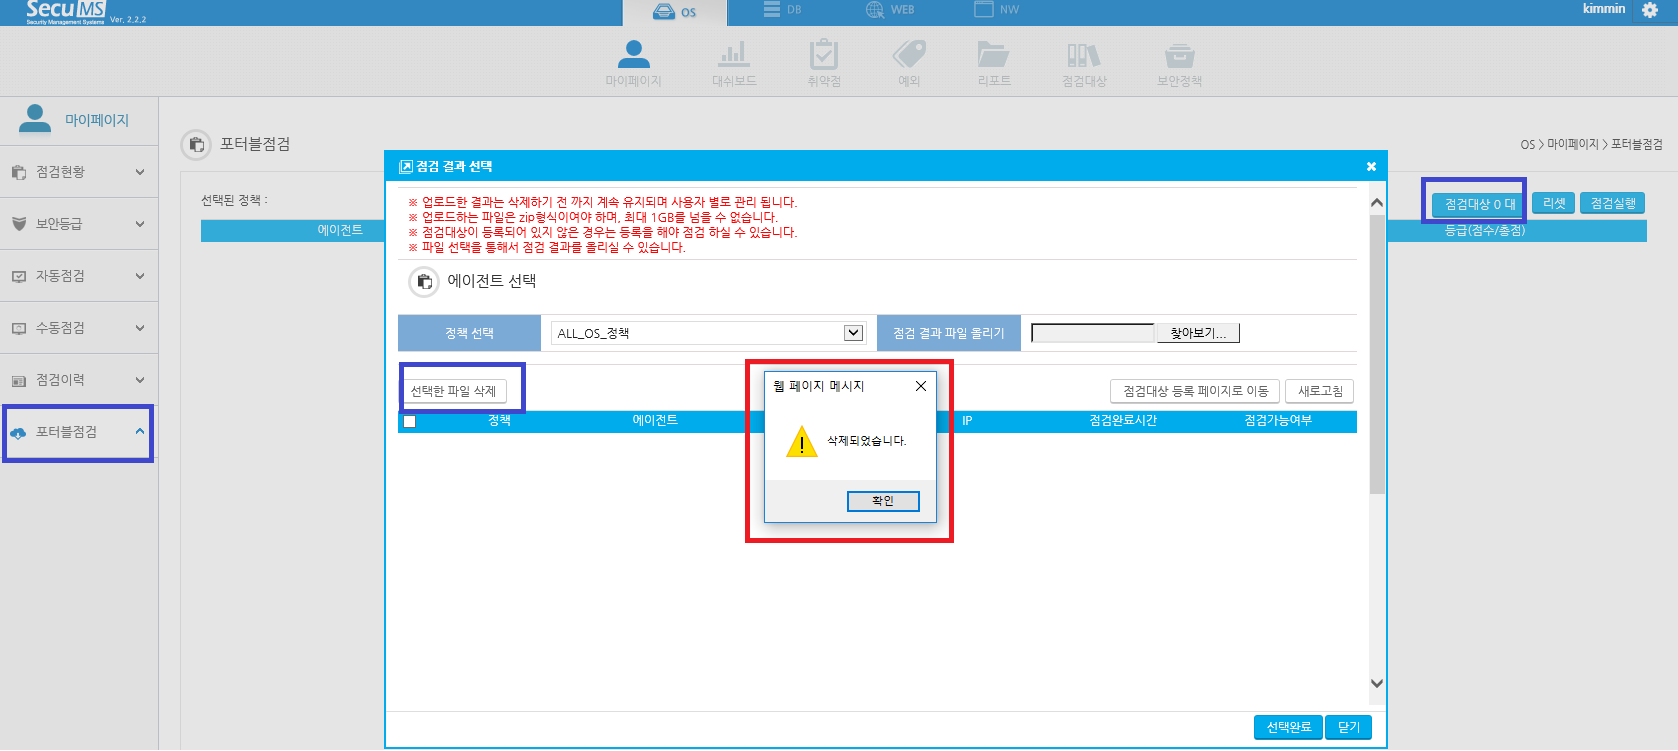 SecuMS
Security Management Systems Ver. 2.2.2
OS
DB
WEB
NW
kimmin
마이페이지
대쉬보드
취약점
예외
리포트
점검대상
보안정책
마이페이지
점검현황
보안등급
자동점검
수동점검
점검이력
포터블점검
포터블점검
OS > 마이페이지 > 포터블점검
선택된 정책 :
점검대상 0 대
리셋
점검실행
에이전트
등급(점수/총점)
점검 결과 선택
※ 업로드한 결과는 삭제하기 전 까지 계속 유지되며 사용자 별로 관리 됩니다.
※ 업로드하는 파일은 zip형식이여야 하며, 최대 1GB를 넘을 수 없습니다.
※ 점검대상이 등록되어 있지 않은 경우는 등록을 해야 점검 하실 수 있습니다.
※ 파일 선택을 통해서 점검 결과를 올리실 수 있습니다.
에이전트 선택
정책 선택
ALL_OS_정책
점검 결과 파일 올리기
찾아보기...
선택한 파일 삭제
점검대상 등록 페이지로 이동
새로고침
정책
에이전트
IP
점검완료시간
점검가능여부
웹 페이지 메시지
삭제되었습니다.
확인
선택완료
닫기